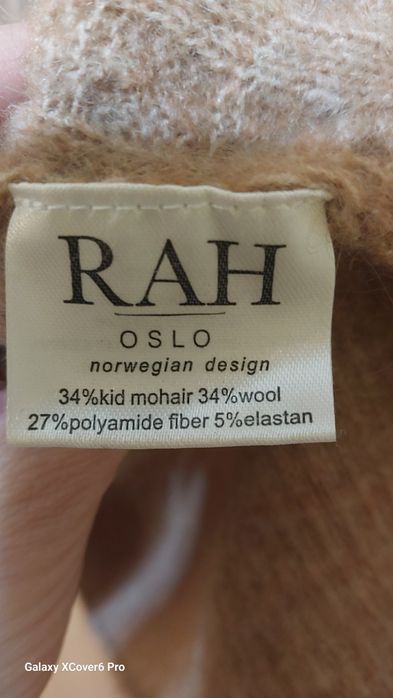 RAH
OSLO
norwegian design
34%kid mohair 34%wool
27%polyamide fiber 5%elastan
Galaxy XCover6 Pro